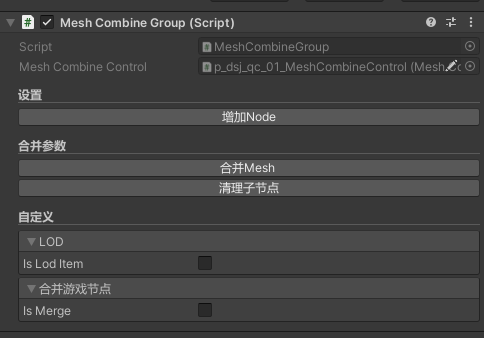 Mesh Combine Group (Script)
Script MeshCombineGroup
Mesh Combine Control p_dsj_qc_01_MeshCombineControl (Mesh
设置
增加Node
合并参数
合并Mesh
清理子节点
自定义
LOD
Is Lod Item
合并游戏节点
Is Merge